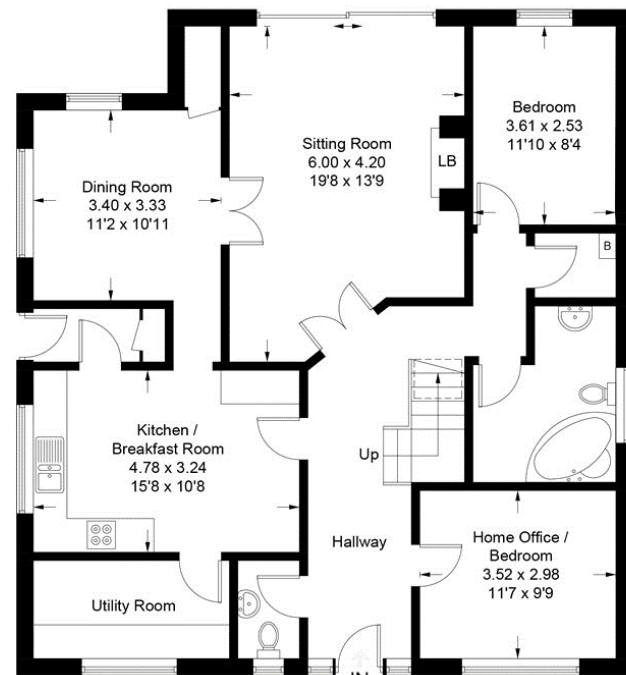 Bedroom
3.61 x 2.53
11'10 x 8'4
Sitting Room
6.00 x 4.20
19'8 x 13'9
LB
Dining Room
3.40 x 3.33
11'2 x 10'11
B
Kitchen /
Breakfast Room
4.78 x 3.24
15'8 x 10'8
Up
Hallway
Home Office /
Bedroom
3.52 x 2.98
11'7 x 9'9
Utility Room
IN